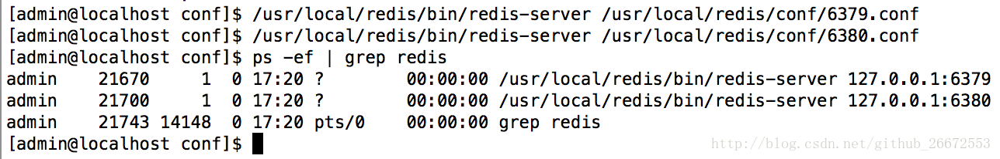 [admin@localhost conf]$ /usr/local/redis/bin/redis-server /usr/local/redis/conf/6379.conf
[admin@localhost conf]$ /usr/local/redis/bin/redis-server /usr/local/redis/conf/6380.conf
[admin@localhost conf]$ ps -ef | grep redis
admin    21670     1  0 17:20 ?        00:00:00 /usr/local/redis/bin/redis-server 127.0.0.1:6379
admin    21700     1  0 17:20 ?        00:00:00 /usr/local/redis/bin/redis-server 127.0.0.1:6380
admin    21743 14148  0 17:20 pts/0    00:00:00 grep redis
[admin@localhost conf]$
http://blog.csdn.net/github_26672553